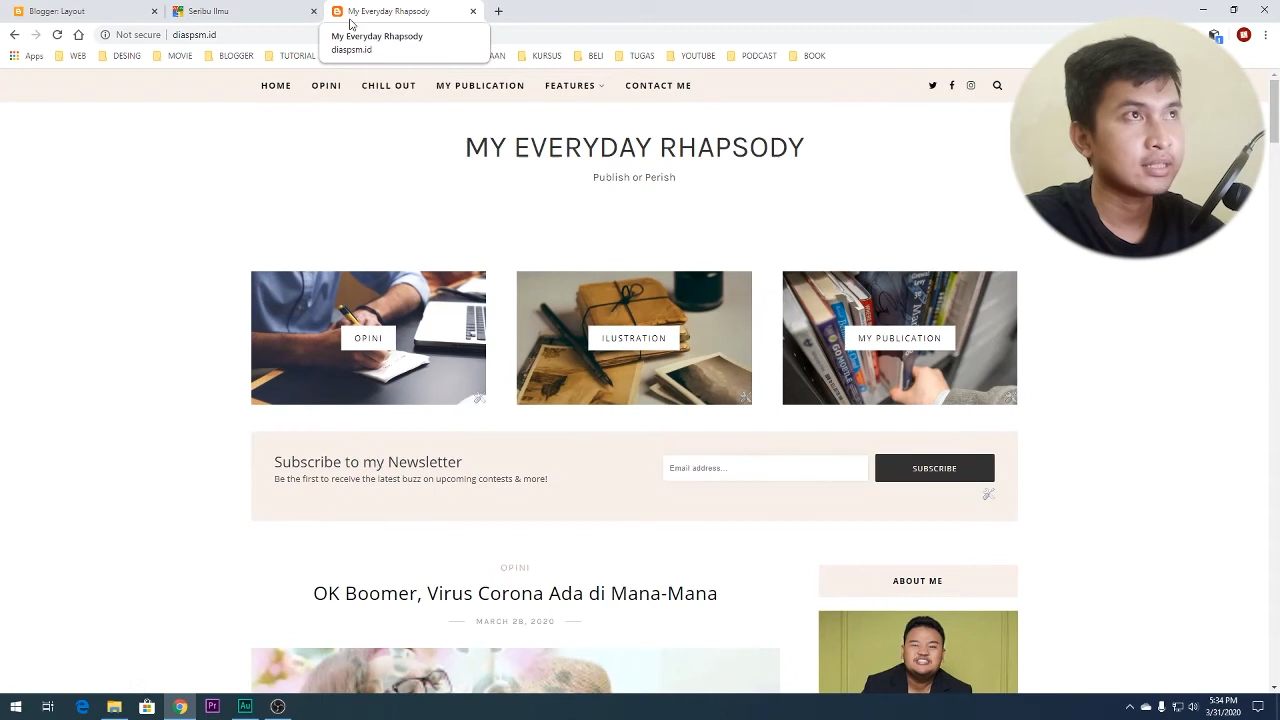 Blogger: Layout
Seribu Ilmu
My Everyday Rhapsody
Not secure
diaspsm.id
My Everyday Rhapsody
diaspsm.id
Apps
WEB
DESING
MOVIE
BLOGGER
TUTORIAL
KURSUS
BELI
TUGAS
YOUTUBE
PODCAST
BOOK
HOME
OPINI
CHILL OUT
MY PUBLICATION
FEATURES
CONTACT ME
MY EVERYDAY RHAPSODY
Publish or Perish
OPINI
ILUSTRATION
MY PUBLICATION
Subscribe to my Newsletter
Be the first to receive the latest buzz on upcoming contests & more!
Email address...
SUBSCRIBE
OPINI
OK Boomer, Virus Corona Ada di Mana-Mana
MARCH 28, 2020
ABOUT ME
5:34 PM
3/31/2020